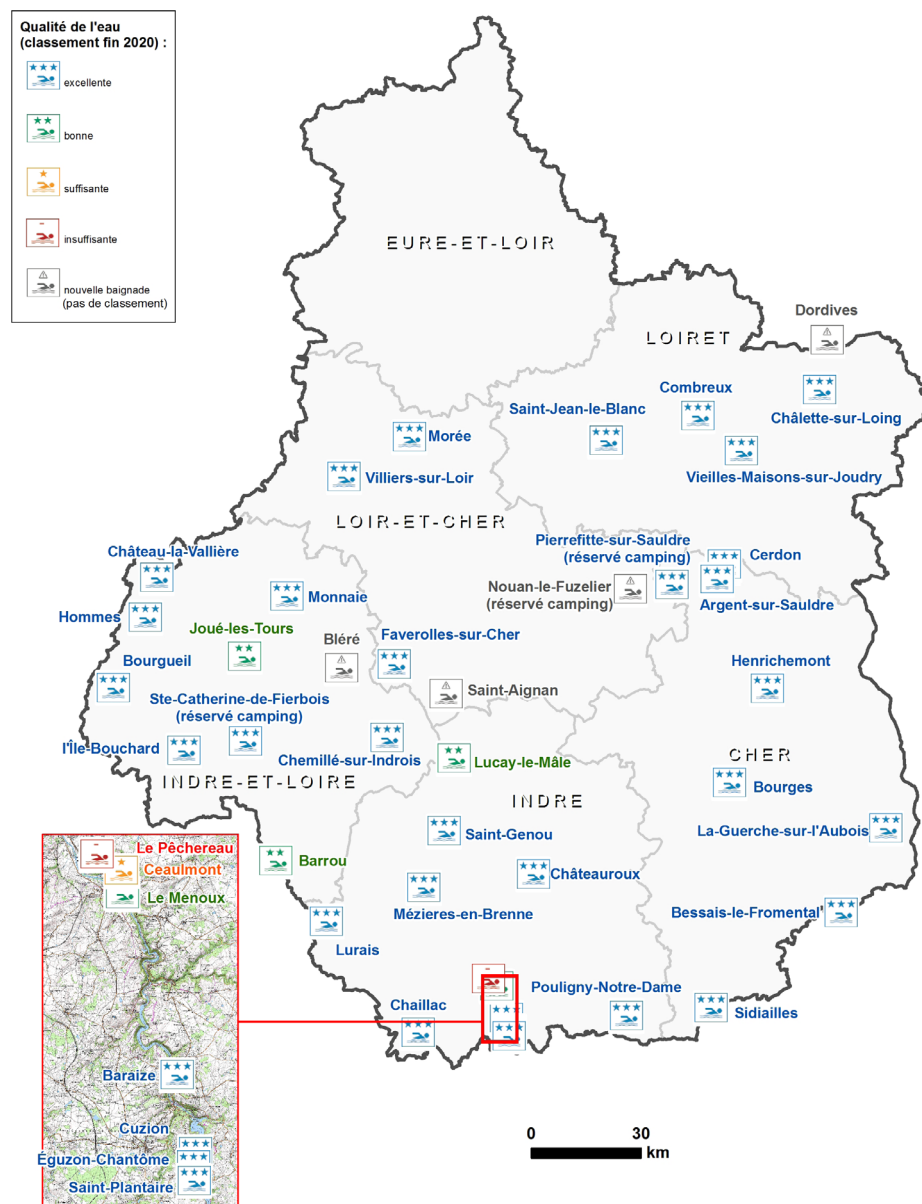 Qualité de l'eau
(classement fin 2020) :
excellente
bonne
suffisante
insuffisante
nouvelle baignade
(pas de classement)
EURE-ET-LOIR
Dordives
LOIRET
Combreux
Saint-Jean-le-Blanc
Châlette-sur-Loing
Morée
Vieilles-Maisons-sur-Joudry
Villiers-sur-Loir
LOIR-ET-CHER
Pierrefitte-sur-Sauldre
(réservé camping)
Cerdon
Château-la-Vallière
Nouan-le-Fuzelier
(réservé camping)
Argent-sur-Sauldre
Monnaie
Hommes
Joué-les-Tours
Bléré
Faverolles-sur-Cher
Bourgueil
Henrichemont
Saint-Aignan
Ste-Catherine-de-Fierbois
(réservé camping)
l'Île-Bouchard
Chemillé-sur-Indrois
Lucay-le-Mâle
CHER
INDRE-ET-LOIRE
INDRE
Bourges
Saint-Genou
La-Guerche-sur-l'Aubois
Le Pêchereau
Barrou
Ceaulmont
Châteauroux
Le Menoux
Mézieres-en-Brenne
Bessais-le-Fromental
Lurais
Pouligny-Notre-Dame
Chaillac
Sidiailles
Baraize
Cuzion
Éguzon-Chantôme
Saint-Plantaire
0 30
km